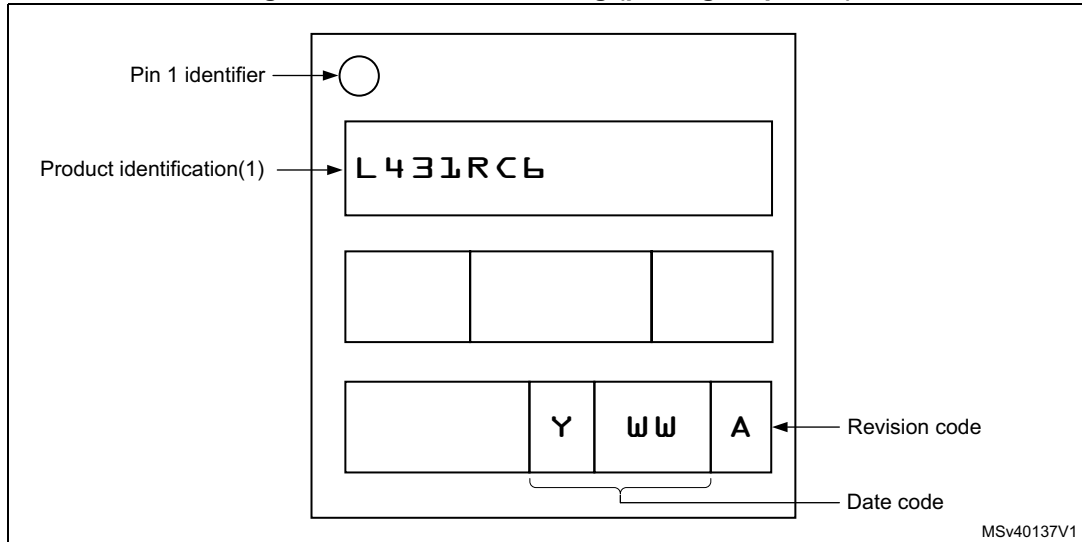 Pin 1 identifier
Product identification(1)
L431RC6
Y WW A
Revision code
Date code
MSv40137V1